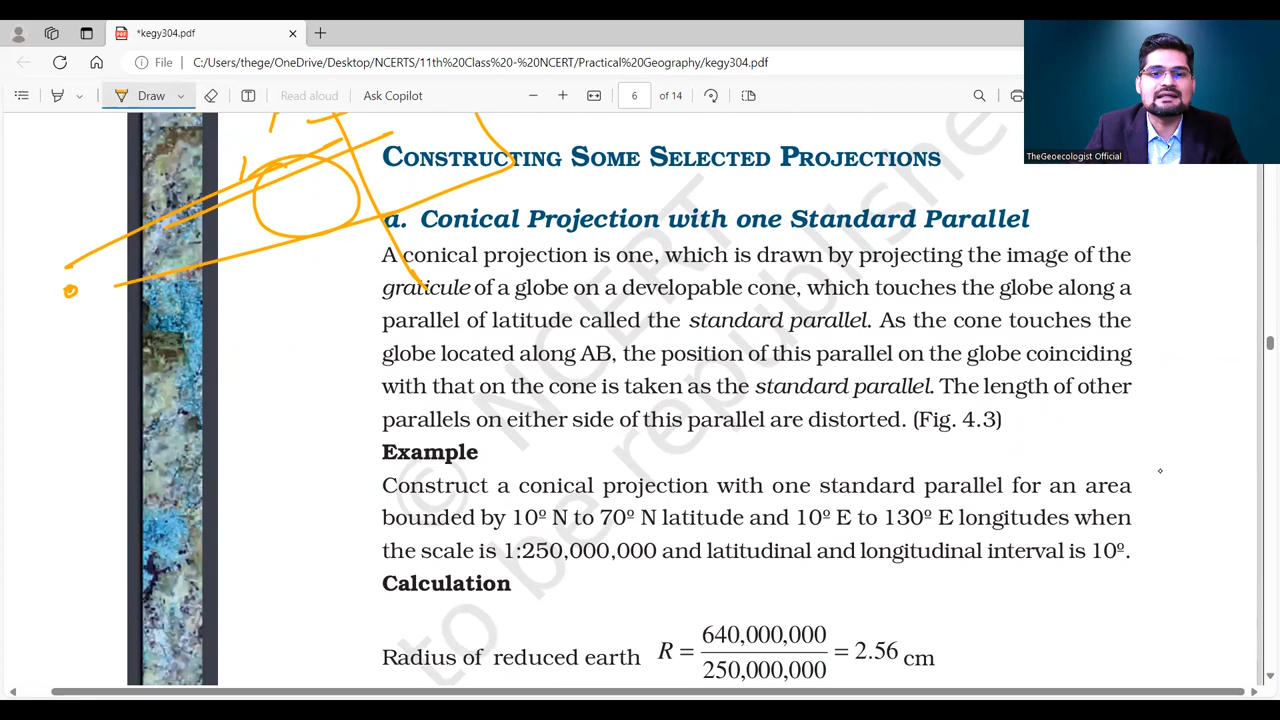 *kegy304.pdf
File
C:/Users/thege/OneDrive/Desktop/NCERTS/11th%20Class%20-%20NCERT/Practical%20Geography/kegy304.pdf
Draw
Read aloud
Ask Copilot
6 of 14
TheGeoecologist Official
CONSTRUCTING SOME SELECTED PROJECTIONS
a. Conical Projection with one Standard Parallel
A conical projection is one, which is drawn by projecting the image of the
graticule of a globe on a developable cone, which touches the globe along a
parallel of latitude called the standard parallel. As the cone touches the
globe located along AB, the position of this parallel on the globe coinciding
with that on the cone is taken as the standard parallel. The length of other
parallels on either side of this parallel are distorted. (Fig. 4.3)
Example
Construct a conical projection with one standard parallel for an area
bounded by 10º N to 70º N latitude and 10º E to 130º E longitudes when
the scale is 1:250,000,000 and latitudinal and longitudinal interval is 10º.
Calculation
Radius of reduced earth R = 640,000,000 / 250,000,000 = 2.56 cm
© NCERT
to be republishe